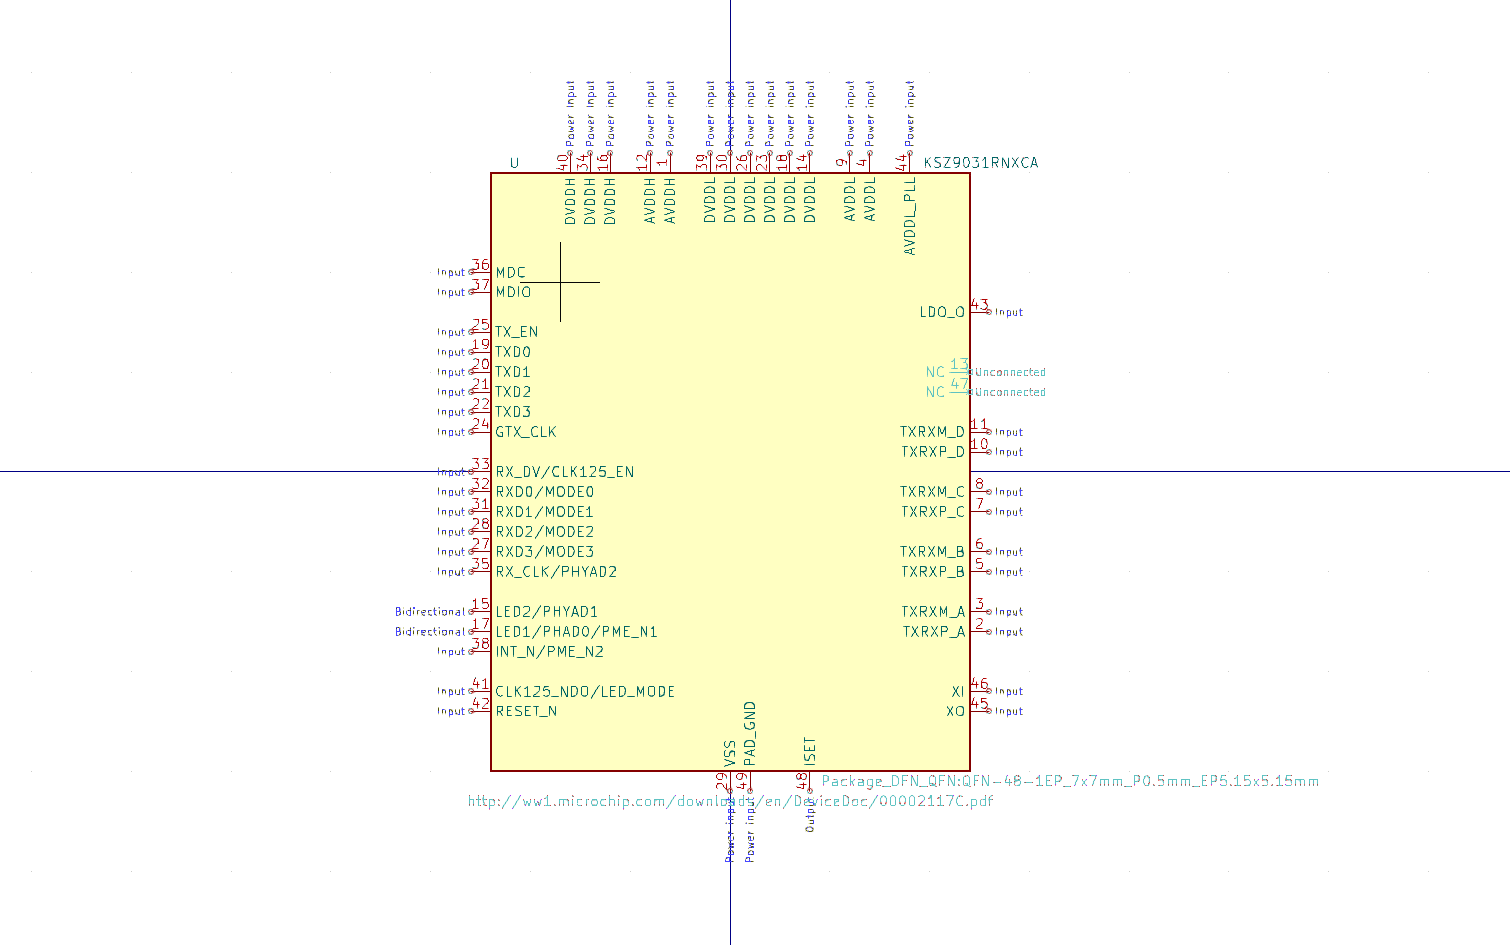 Power input Power input Power input Power input Power input Power input Power input Power input Power input Power input Power input Power input Power input Power input
U 40 34 16 12 1 39 30 26 23 18 14 9 4 44 KSZ9031RNXCA
DVDDH DVDDH DVDDH AVDDH AVDDH DVDDL DVDDL DVDDL DVDDL DVDDL DVDDL AVDDL AVDDL AVDDL_PLL
Input 36 MDC
Input 37 MDIO
LDO_O 43 Input
Input 25 TX_EN
Input 19 TXD0
Input 20 TXD1 NC 13 Unconnected
Input 21 TXD2 NC 47 Unconnected
Input 22 TXD3
Input 24 GTX_CLK TXRXM_D 11 Input
TXRXP_D 10 Input
Input 33 RX_DV/CLK125_EN
Input 32 RXD0/MODE0 TXRXM_C 8 Input
Input 31 RXD1/MODE1 TXRXP_C 7 Input
Input 28 RXD2/MODE2
Input 27 RXD3/MODE3 TXRXM_B 6 Input
Input 35 RX_CLK/PHYAD2 TXRXP_B 5 Input
Bidirectional 15 LED2/PHYAD1 TXRXM_A 3 Input
Bidirectional 17 LED1/PHAD0/PME_N1 TXRXP_A 2 Input
Input 38 INT_N/PME_N2
Input 41 CLK125_NDO/LED_MODE XI 46 Input
Input 42 RESET_N XO 45 Input
VSS PAD_GND ISET
29 49 48 Package_DFN_QFN:QFN-48-1EP_7x7mm_P0.5mm_EP5.15x5.15mm
http://ww1.microchip.com/downloads/en/DeviceDoc/00002117C.pdf
Power input Power input Output